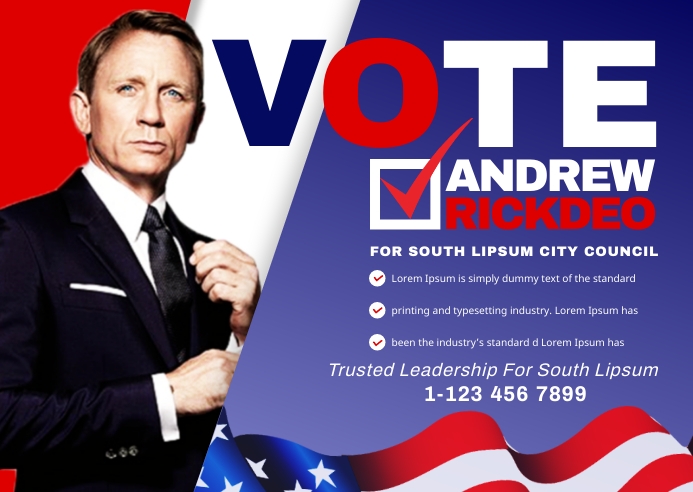 VOTE
ANDREW
RICKDEO
FOR SOUTH LIPSUM CITY COUNCIL
Lorem Ipsum is simply dummy text of the standard
printing and typesetting industry. Lorem Ipsum has
been the industry's standard d Lorem Ipsum has
Trusted Leadership For South Lipsum
1-123 456 7899